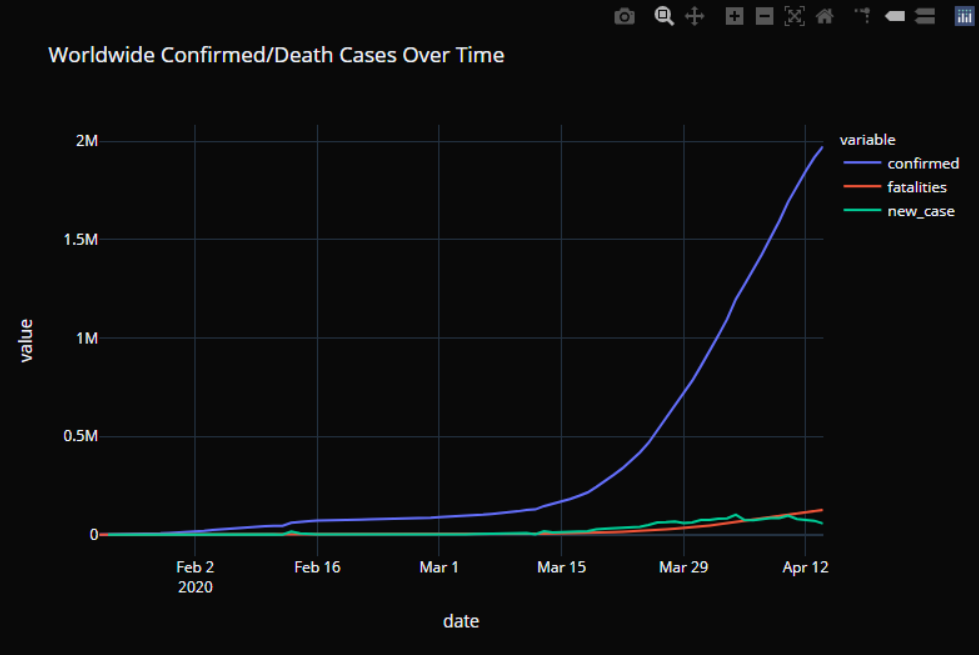 Worldwide Confirmed/Death Cases Over Time
2M
1.5M
1M
0.5M
0
value
Feb 2
2020
Feb 16
Mar 1
Mar 15
Mar 29
Apr 12
date
variable
confirmed
fatalities
new_case